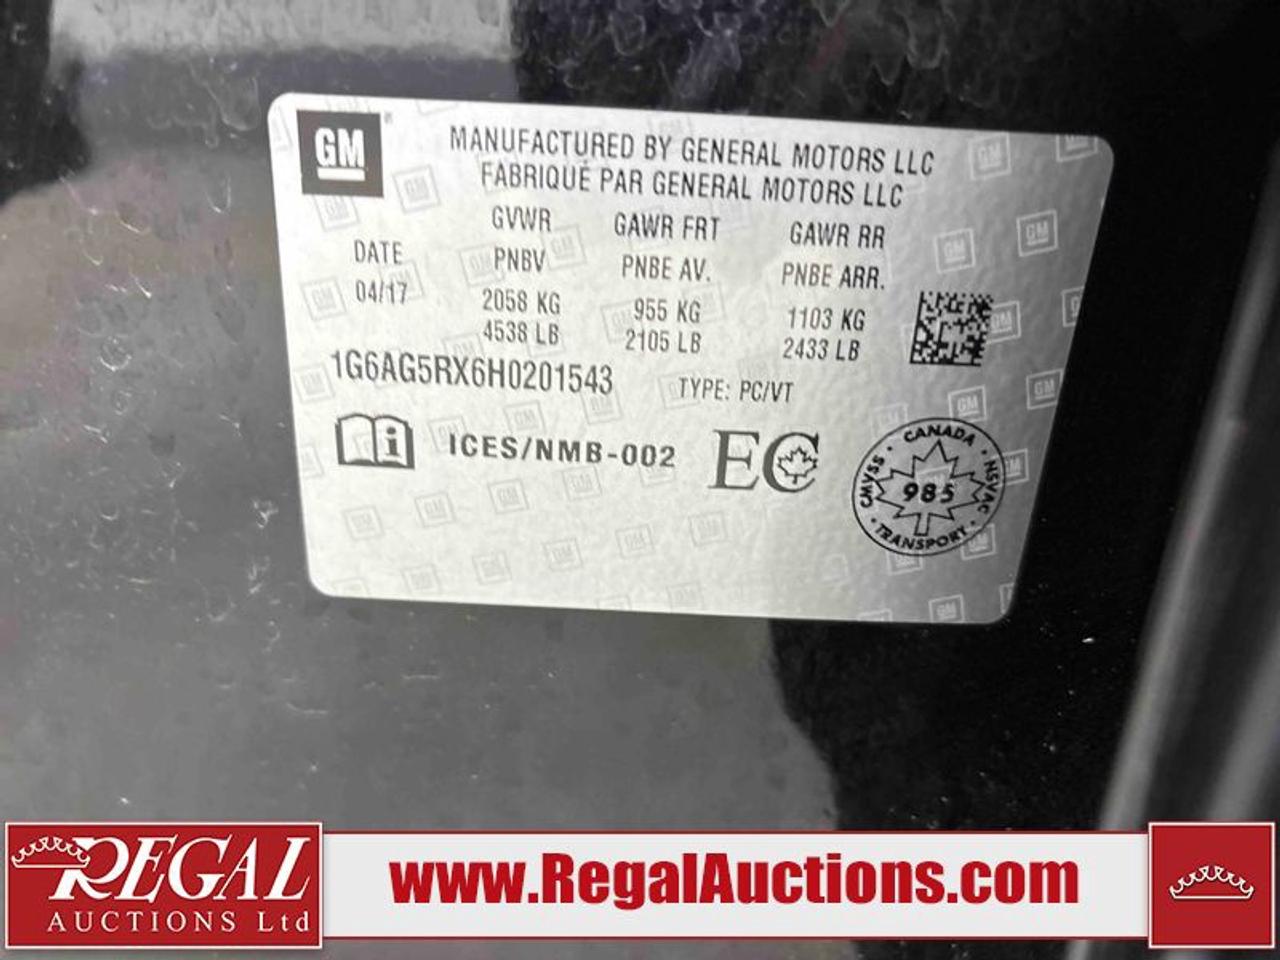 GM
MANUFACTURED BY GENERAL MOTORS LLC
FABRIQUÉ PAR GENERAL MOTORS LLC
DATE
04/17
GVWR
PNBV
2058 KG
4538 LB
GAWR FRT
PNBE AV.
955 KG
2105 LB
GAWR RR
PNBE ARR.
1103 KG
2433 LB
1G6AG5RX6H0201543
TYPE: PC/VT
i
ICES/NMB-002
EC
CANADA
CMVSS · NSVAC
985
TRANSPORT
REGAL
AUCTIONS Ltd
www.RegalAuctions.com